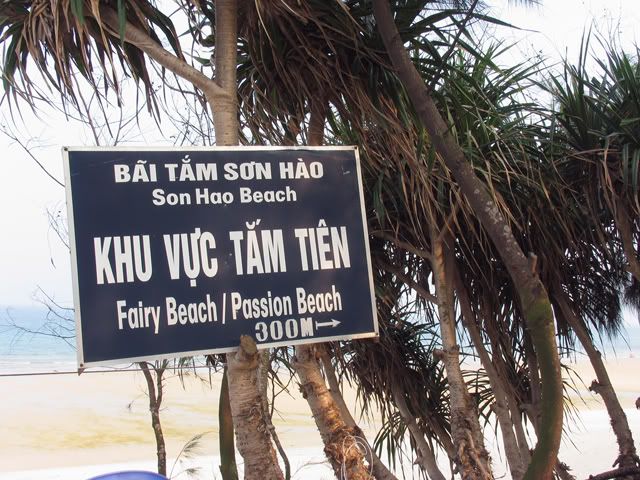 BÃI TẮM SƠN HÀO
Son Hao Beach
KHU VỰC TẮM TIÊN
Fairy Beach / Passion Beach
300M→